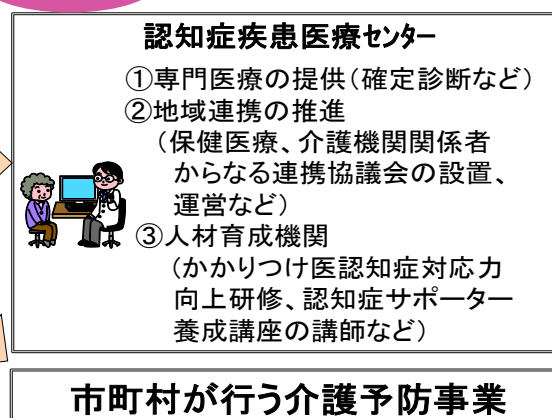 認知症疾患医療センター
①専門医療の提供(確定診断など)
②地域連携の推進
(保健医療、介護機関関係者
からなる連携協議会の設置、
運営など)
③人材育成機関
(かかりつけ医認知症対応力
向上研修、認知症サポーター
養成講座の講師など)
市町村が行う介護予防事業